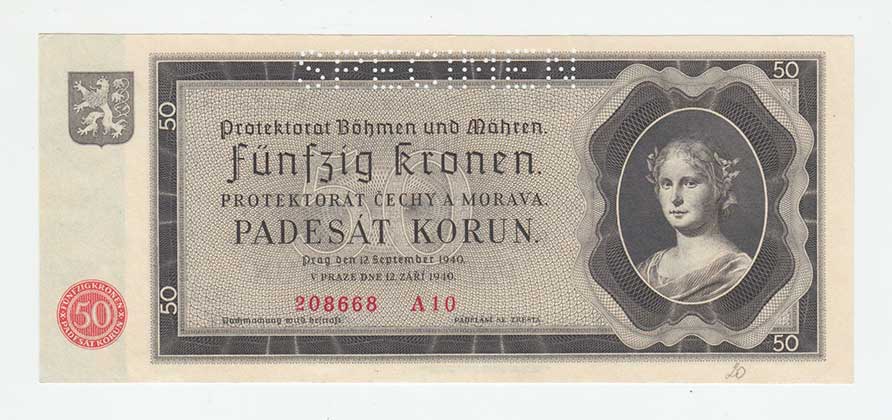 SPECIMEN
50
50
Protektorat Böhmen und Mähren.
Fünfzig Kronen.
PROTEKTORÁT ČECHY A MORAVA.
PADESÁT KORUN.
Prag den 12. September 1940.
V PRAZE DNE 12. ZÁŘÍ 1940.
208668 A10
Nachmachung wird bestraft.
PADĚLÁNÍ SE TRESTÁ.
FÜNFZIG KRONEN
50
PADESÁT KORUN
50
50
20